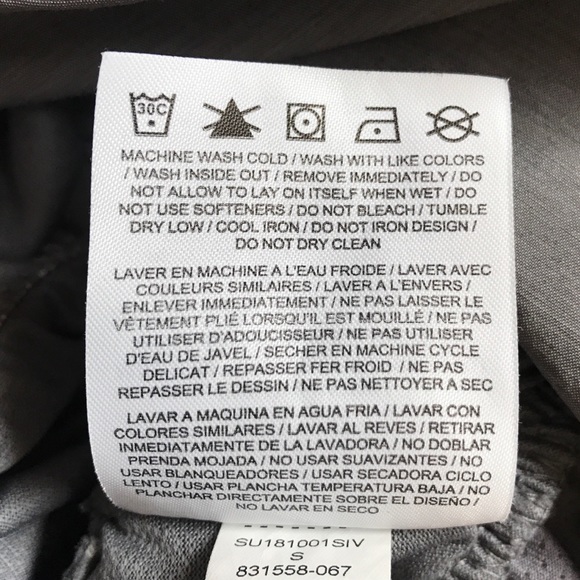 30C
MACHINE WASH COLD / WASH WITH LIKE COLORS
/ WASH INSIDE OUT / REMOVE IMMEDIATELY / DO
NOT ALLOW TO LAY ON ITSELF WHEN WET / DO
NOT USE SOFTENERS / DO NOT BLEACH / TUMBLE
DRY LOW / COOL IRON / DO NOT IRON DESIGN /
DO NOT DRY CLEAN
LAVER EN MACHINE A L'EAU FROIDE / LAVER AVEC
COULEURS SIMILAIRES / LAVER A L'ENVERS /
ENLEVER IMMEDIATEMENT / NE PAS LAISSER LE
VÊTEMENT PLIÉ LORSQU'IL EST MOUILLÉ / NE PAS
UTILISER D'ADOUCISSEUR / NE PAS UTILISER
D'EAU DE JAVEL / SECHER EN MACHINE CYCLE
DELICAT / REPASSER FER FROID / NE PAS
REPASSER LE DESSIN / NE PAS NETTOYER A SEC
LAVAR A MAQUINA EN AGUA FRIA / LAVAR CON
COLORES SIMILARES / LAVAR AL REVES / RETIRAR
INMEDIATAMENTE DE LA LAVADORA / NO DOBLAR
PRENDA MOJADA / NO USAR SUAVIZANTES / NO
USAR BLANQUEADORES / USAR SECADORA CICLO
LENTO / USAR PLANCHA TEMPERATURA BAJA / NO
PLANCHAR DIRECTAMENTE SOBRE EL DISEÑO /
NO LAVAR EN SECO
SU181001SIV
S
831558-067